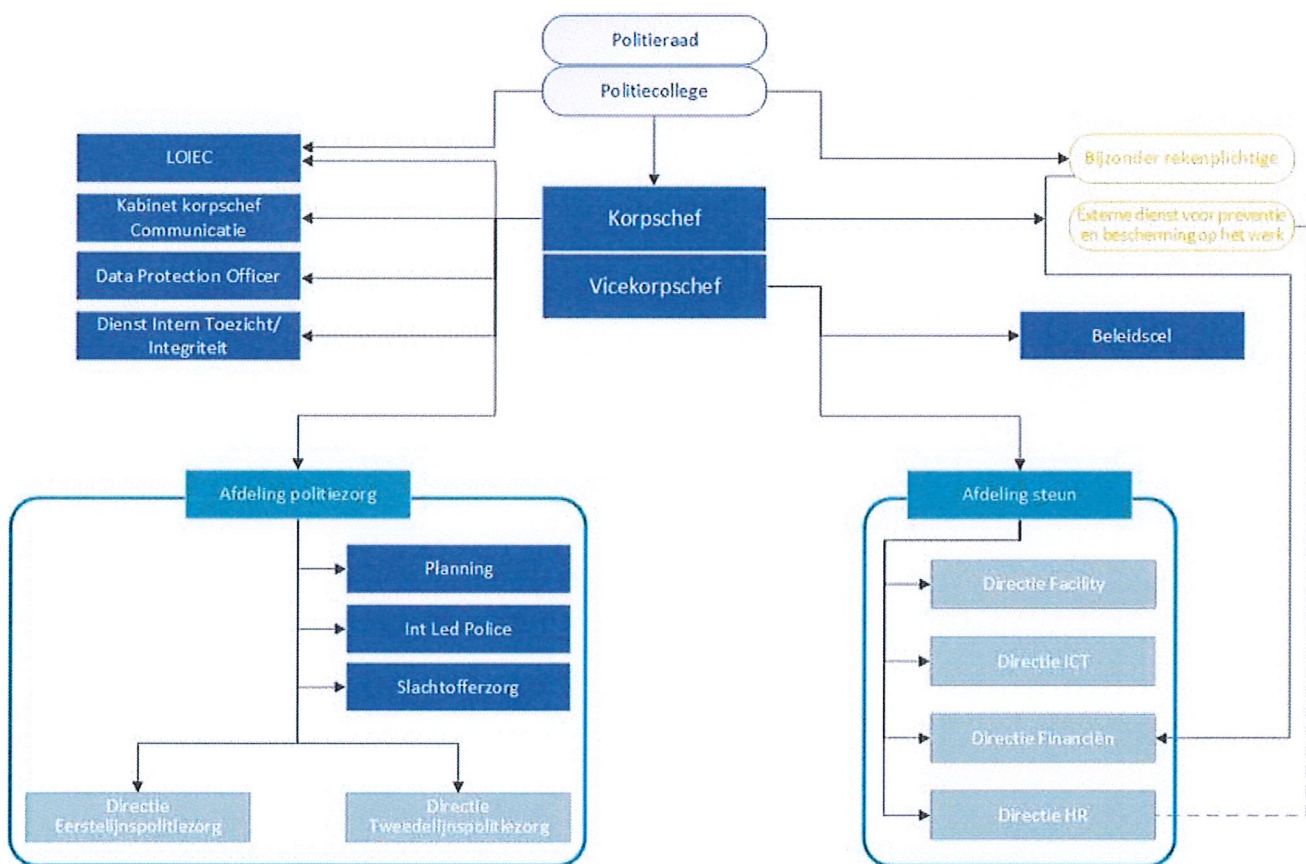 Politieraad
Politiecollege
LOIEC
Bijzonder rekenplichtige
Kabinet korpschef
Communicatie
Korpschef
Externe dienst voor preventie
en bescherming op het werk
Data Protection Officer
Vicekorpschef
Dienst Intern Toezicht/
Integriteit
Beleidscel
Afdeling politiezorg
Afdeling steun
Planning
Directie Facility
Int Led Police
Directie ICT
Slachtofferzorg
Directie Financiën
Directie
Eerstelijnspolitiezorg
Directie
Tweedelijnspolitiezorg
Directie HR